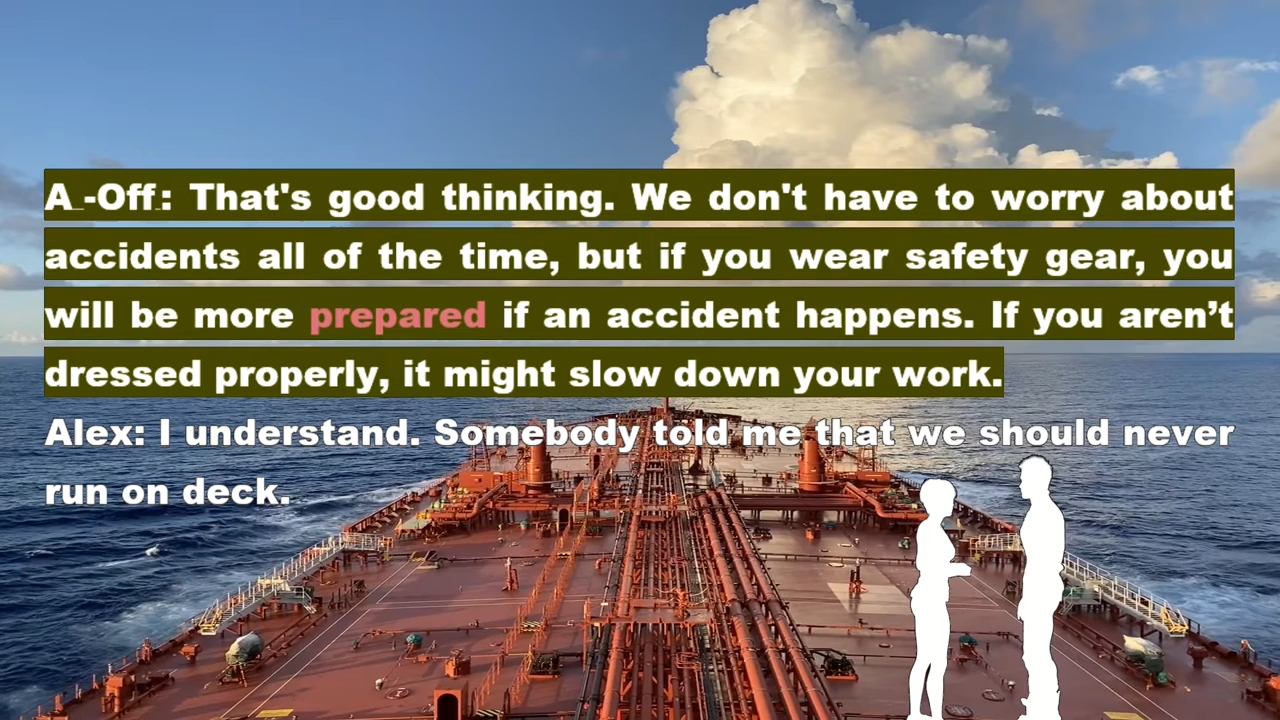 A -Off: That's good thinking. We don't have to worry about
accidents all of the time, but if you wear safety gear, you
will be more prepared if an accident happens. If you aren’t
dressed properly, it might slow down your work.
Alex: I understand. Somebody told me that we should never
run on deck.